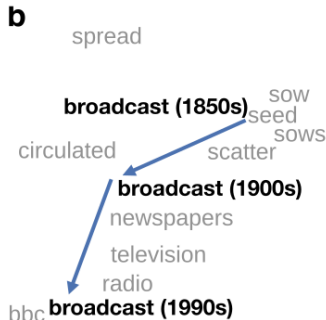 b
spread
sow
broadcast (1850s)
seed
sows
circulated
scatter
broadcast (1900s)
newspapers
television
radio
bbc
broadcast (1990s)